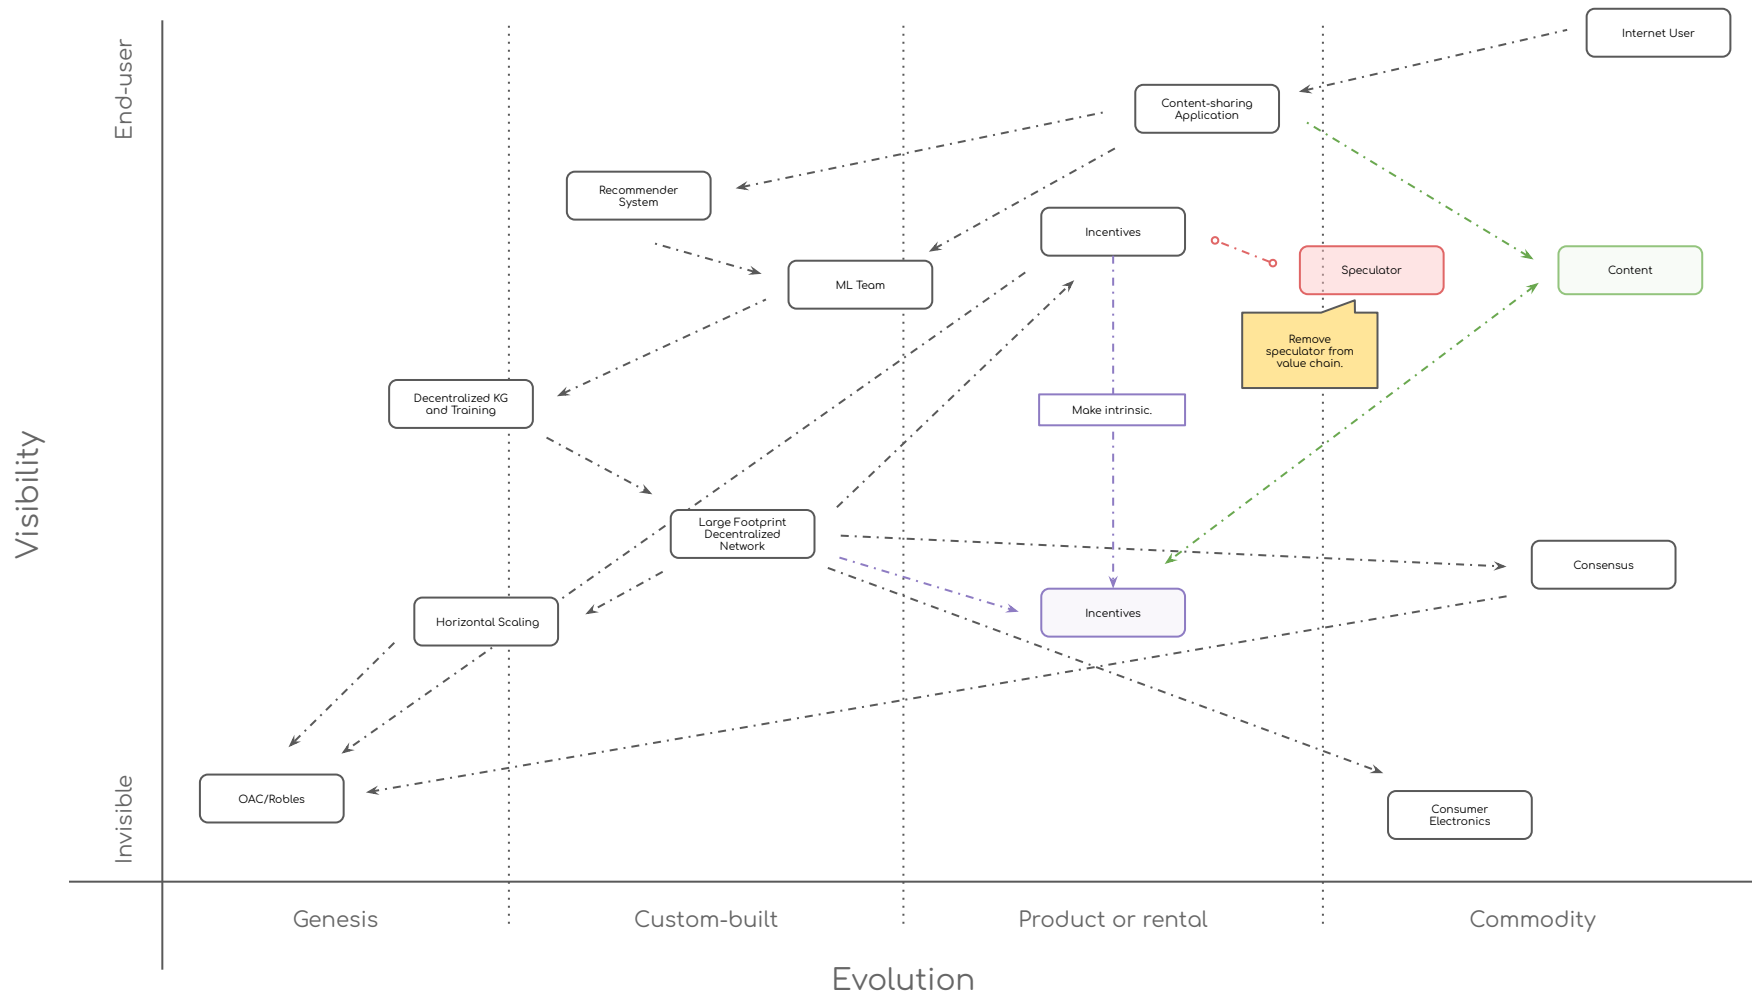 End-user
Internet User
Content-sharing
Application
Recommender
System
Incentives
Speculator
Content
ML Team
Remove
speculator from
value chain.
Decentralized KG
and Training
Make intrinsic.
Visibility
Large Footprint
Decentralized
Network
Consensus
Incentives
Horizontal Scaling
OAC/Robles
Consumer
Electronics
Invisible
Genesis
Custom-built
Product or rental
Commodity
Evolution